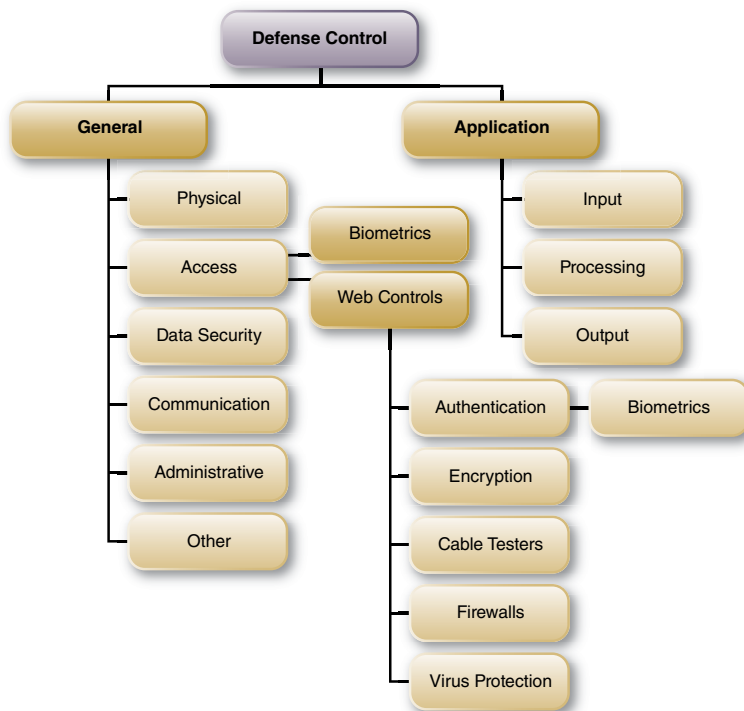 Defense Control
General
Application
Physical
Access
Data Security
Communication
Administrative
Other
Biometrics
Web Controls
Authentication
Biometrics
Encryption
Cable Testers
Firewalls
Virus Protection
Input
Processing
Output